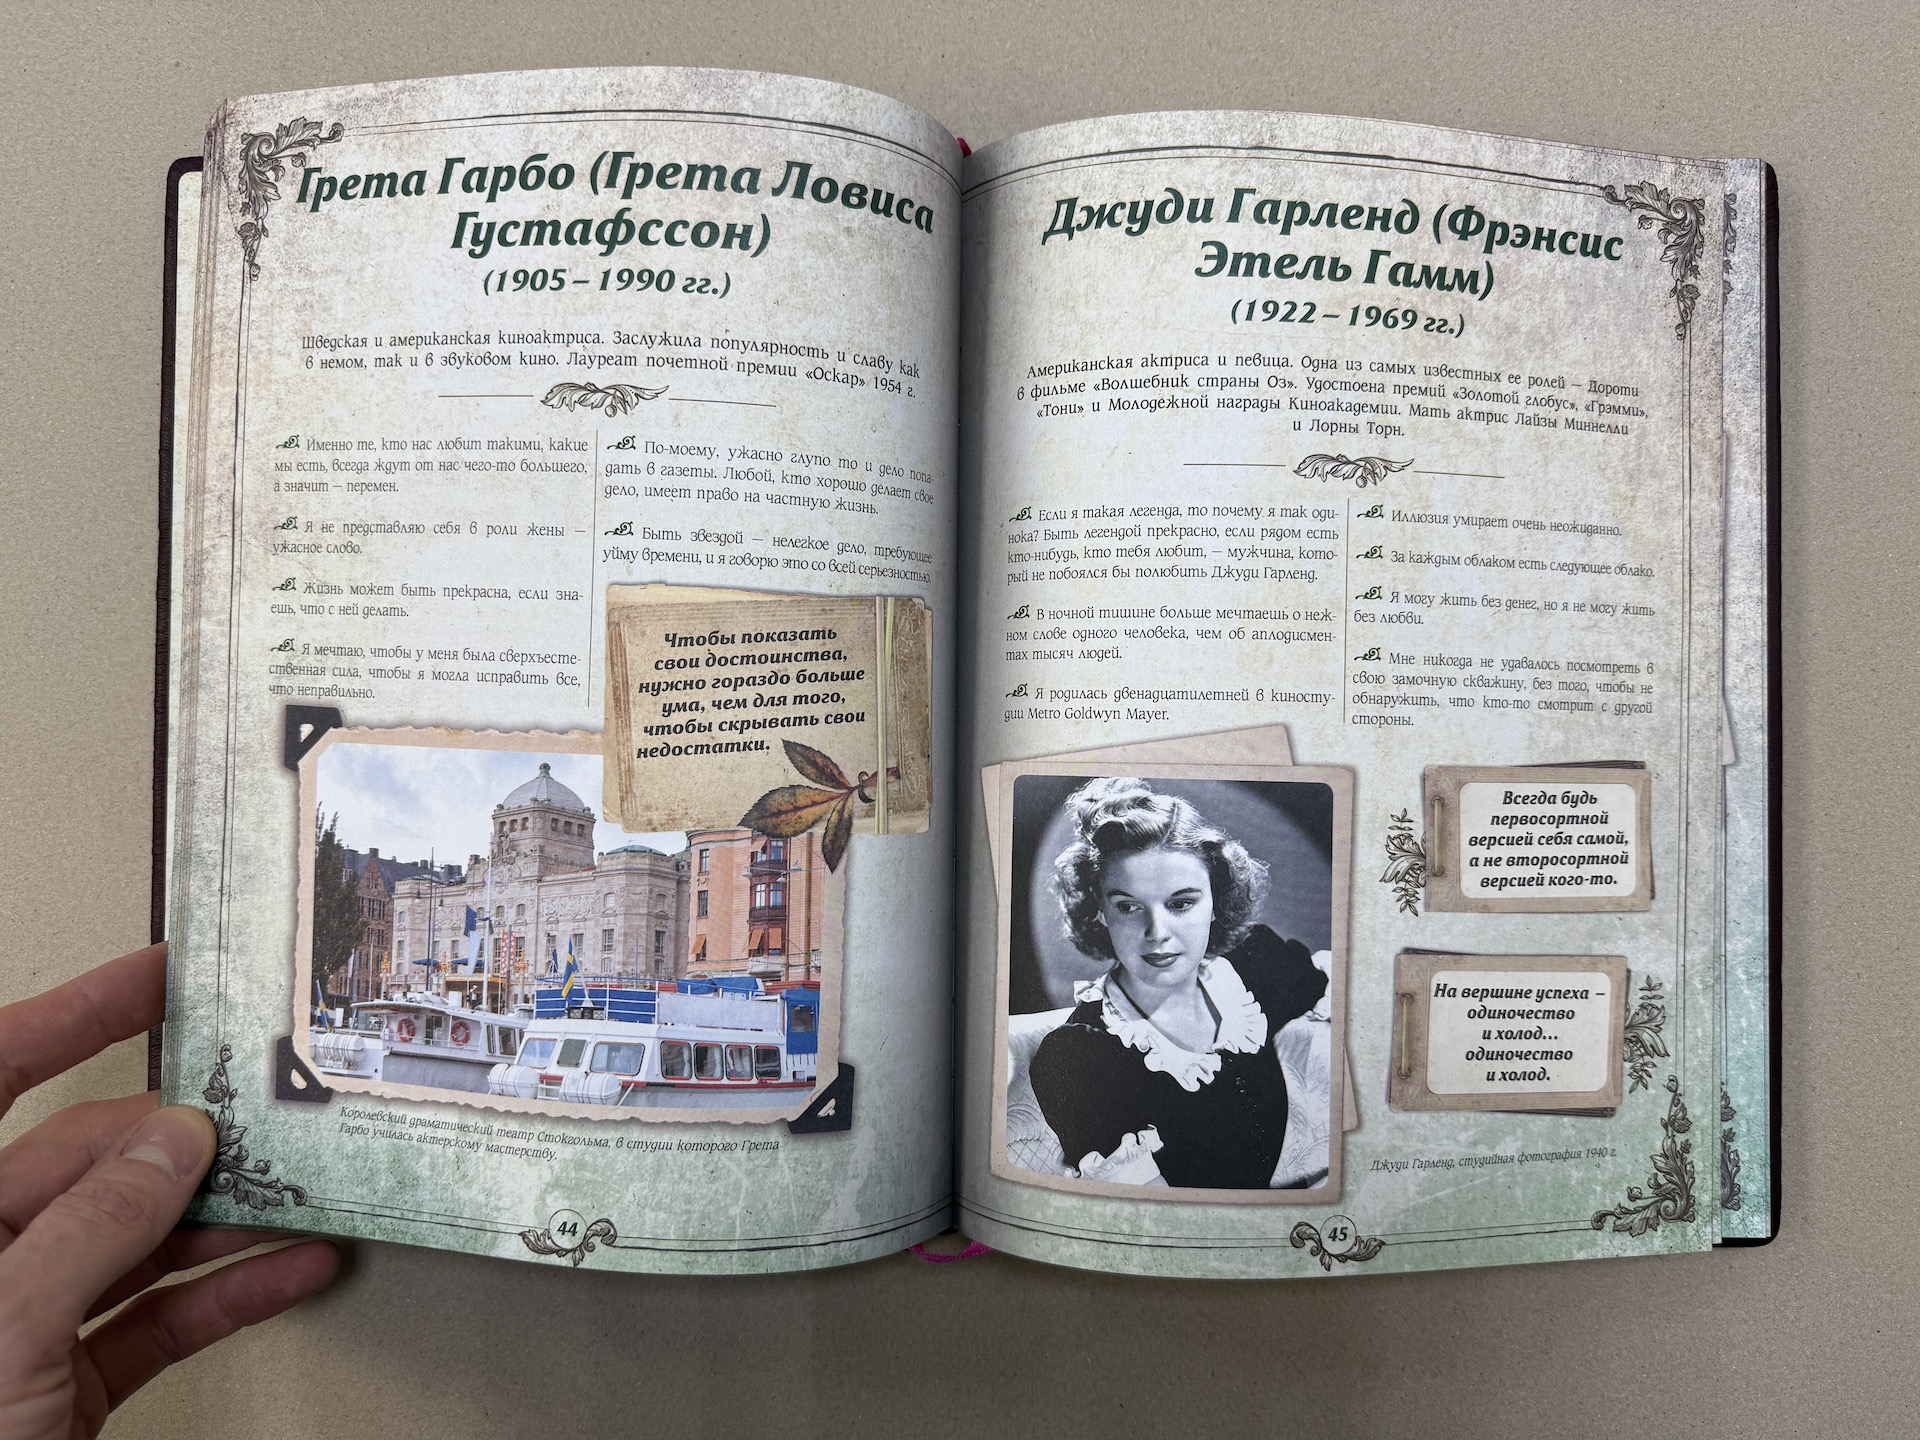 Грета Гарбо (Грета Ловиса
Густафссон)
(1905 – 1990 гг.)
Шведская и американская киноактриса. Заслужила популярность и славу как
в немом, так и в звуковом кино. Лауреат почетной премии «Оскар» 1954 г.
Именно те, кто нас любит такими, какие
мы есть, всегда ждут от нас чего-то большего,
а значит – перемен.
Я не представляю себя в роли жены –
ужасное слово.
Жизнь может быть прекрасна, если зна-
ешь, что с ней делать.
Я мечтаю, чтобы у меня была сверхъесте-
ственная сила, чтобы я могла исправить все,
что неправильно.
По-моему, ужасно глупо то и дело попа-
дать в газеты. Любой, кто хорошо делает свое
дело, имеет право на частную жизнь.
Быть звездой – нелегкое дело, требующее
уйму времени, и я говорю это со всей серьезностью.
Чтобы показать
свои достоинства,
нужно гораздо больше
ума, чем для того,
чтобы скрывать свои
недостатки.
Королевский драматический театр Стокгольма, в студии которого Грета
Гарбо училась актерскому мастерству.
44
Джуди Гарленд (Фрэнсис
Этель Гамм)
(1922 – 1969 гг.)
Американская актриса и певица. Одна из самых известных ее ролей – Дороти
в фильме «Волшебник страны Оз». Удостоена премий «Золотой глобус», «Грэмми»,
«Тони» и Молодежной награды Киноакадемии. Мать актрис Лайзы Миннелли
и Лорны Торн.
Если я такая легенда, то почему я так оди-
нока? Быть легендой прекрасно, если рядом есть
кто-нибудь, кто тебя любит, – мужчина, кото-
рый не побоялся бы полюбить Джуди Гарленд.
В ночной тишине больше мечтаешь о неж-
ном слове одного человека, чем об аплодисмен-
тах тысяч людей.
Я родилась двенадцатилетней в киносту-
дии Metro Goldwyn Mayer.
Иллюзия умирает очень неожиданно.
За каждым облаком есть следующее облако.
Я могу жить без денег, но я не могу жить
без любви.
Мне никогда не удавалось посмотреть в
свою замочную скважину, без того, чтобы не
обнаружить, что кто-то смотрит с другой
стороны.
Всегда будь
первосортной
версией себя самой,
а не второсортной
версией кого-то.
На вершине успеха –
одиночество
и холод...
одиночество
и холод.
Джуди Гарленд, студийная фотография 1940 г.
45